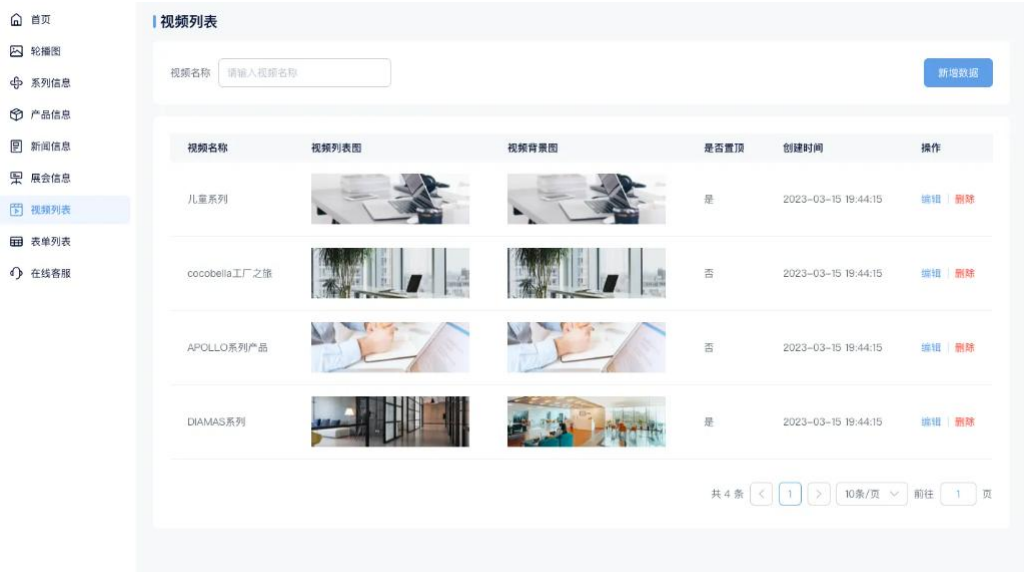 首页
轮播图
系列信息
产品信息
新闻信息
展会信息
视频列表
表单列表
在线客服
视频列表
视频名称 请输入视频名称 新增数据
视频名称 视频列表图 视频背景图 是否置顶 创建时间 操作
儿童系列 是 2023-03-15 19:44:15 编辑 删除
cocobella工厂之旅 否 2023-03-15 19:44:15 编辑 删除
APOLLO系列产品 否 2023-03-15 19:44:15 编辑 删除
DIAMAS系列 是 2023-03-15 19:44:15 编辑 删除
共 4 条 1 10条/页 前往 1 页